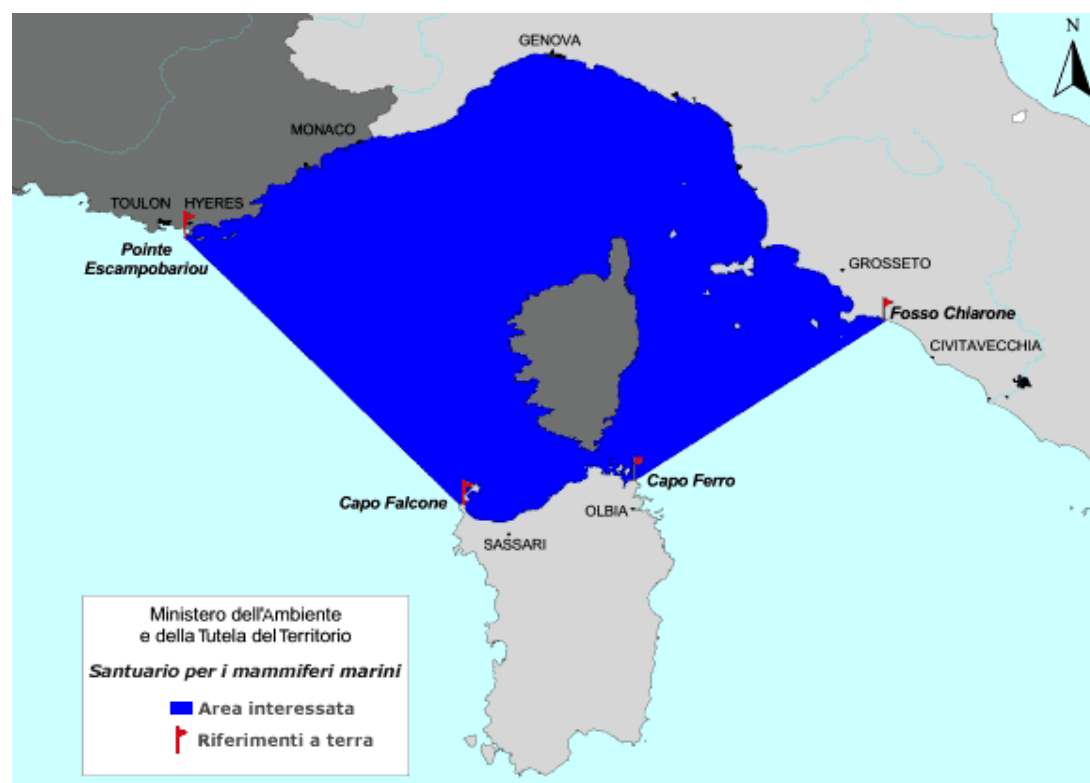 N
GENOVA
MONACO
TOULON HYERES
Pointe
Escampobariou
GROSSETO
Fosso Chiarone
CIVITAVECCHIA
Capo Falcone
Capo Ferro
OLBIA
SASSARI
Ministero dell'Ambiente
e della Tutela del Territorio
Santuario per i mammiferi marini
Area interessata
Riferimenti a terra